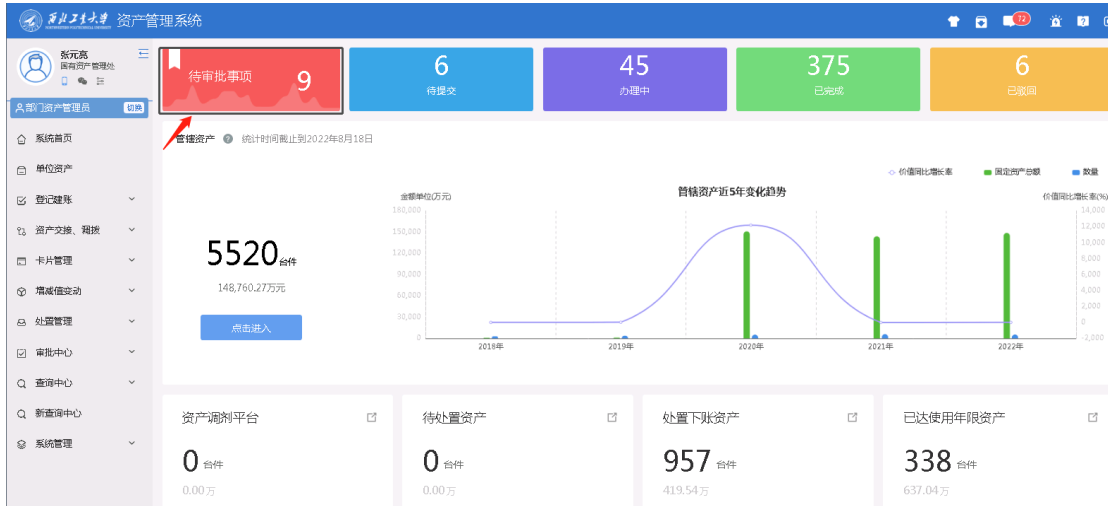 西北工业大学 资产管理系统
72
张元亮
国有资产管理处
部门资产管理员 切换
系统首页
单位资产
登记建账
资产交接、调拨
卡片管理
增减值变动
处置管理
审批中心
查询中心
新查询中心
系统管理
待审批事项 9
6
待提交
45
办理中
375
已完成
6
已驳回
管辖资产 统计时间截止到2022年8月18日
5520台件
148,760.27万元
点击进入
价值同比增长率 固定资产总额 数量
管辖资产近5年变化趋势
金额单位(万元)
价值同比增长率(%)
180,000
150,000
120,000
90,000
60,000
30,000
0
14,000
12,000
10,000
8,000
6,000
4,000
2,000
0
-2,000
2018年 2019年 2020年 2021年 2022年
资产调剂平台
0 台件
0.00万
待处置资产
0 台件
0.00万
处置下账资产
957 台件
419.54万
已达使用年限资产
338 台件
637.04万